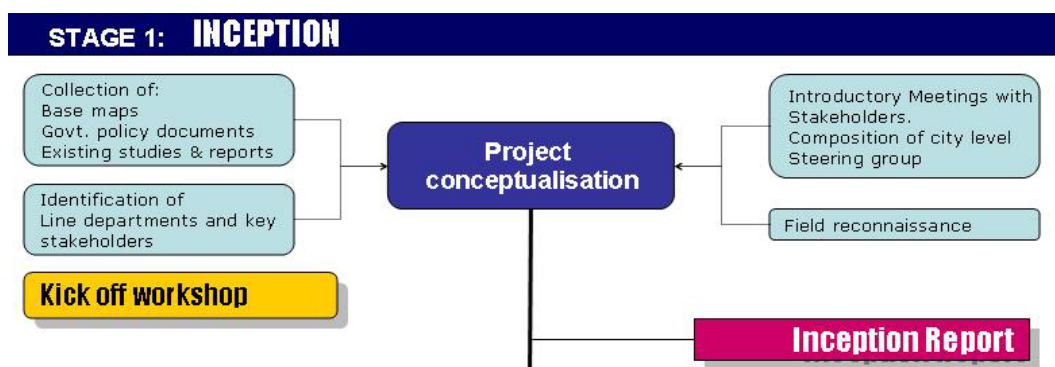 STAGE 1: INCEPTION
Collection of:
Base maps
Govt. policy documents
Existing studies & reports
Identification of
Line departments and key
stakeholders
Kick off workshop
Project
conceptualisation
Introductory Meetings with
Stakeholders.
Composition of city level
Steering group
Field reconnaissance
Inception Report